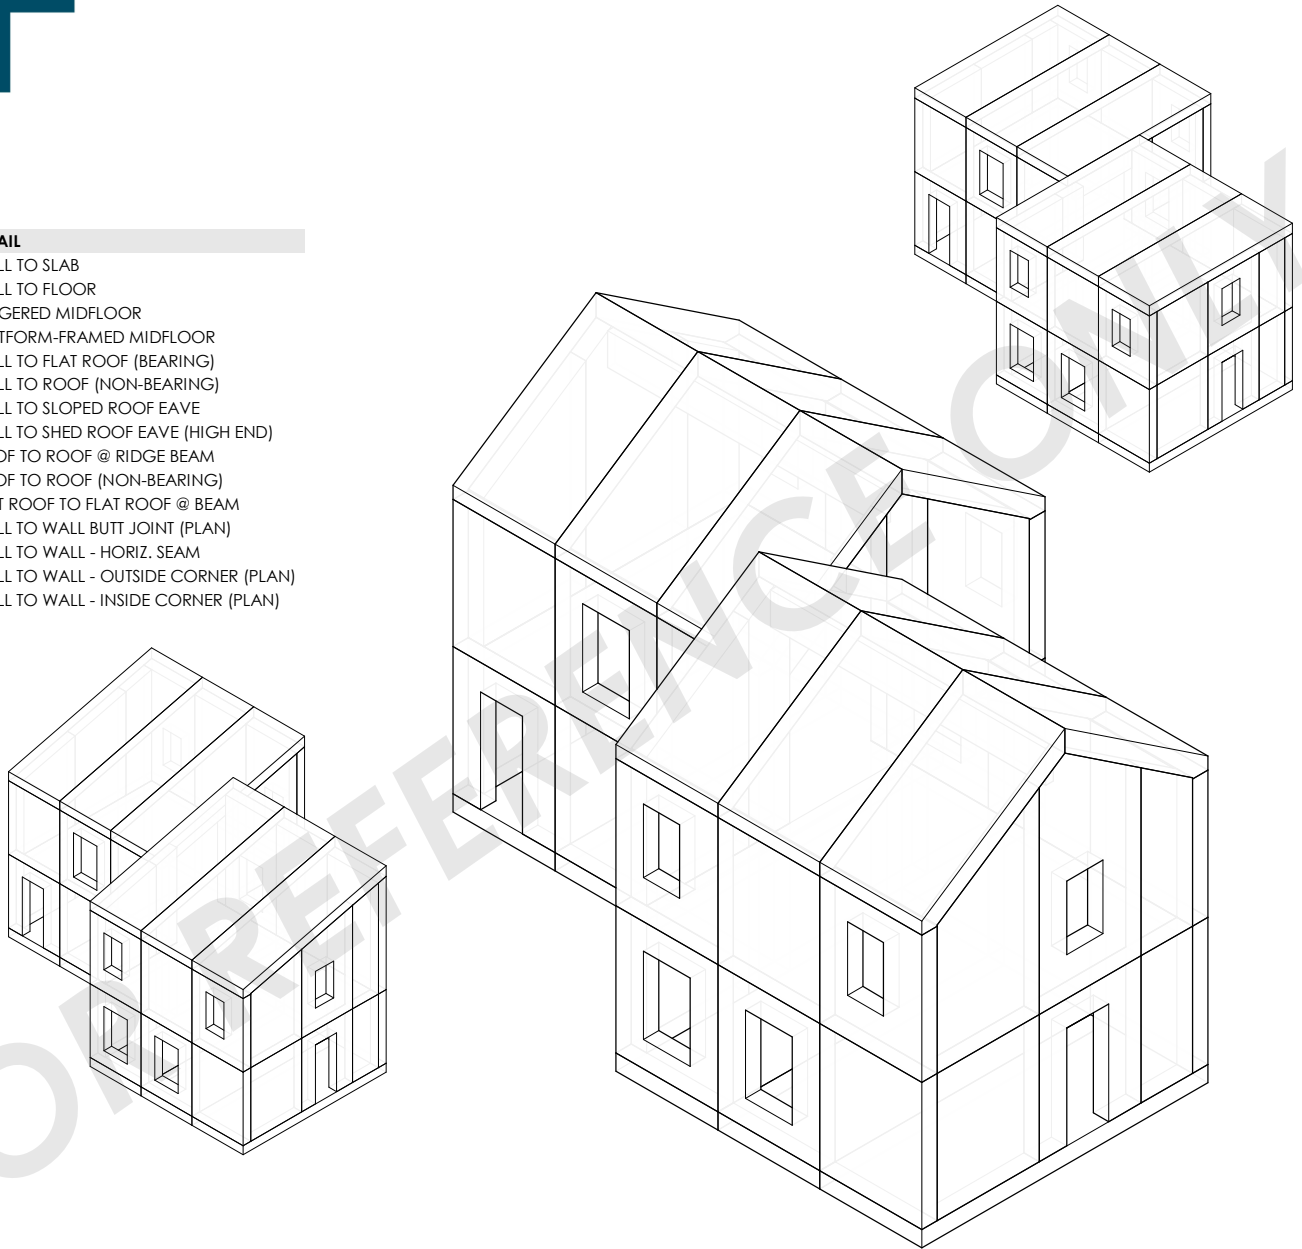 AIL
LL TO SLAB
LL TO FLOOR
GERED MIDFLOOR
TFORM-FRAMED MIDFLOOR
LL TO FLAT ROOF (BEARING)
LL TO ROOF (NON-BEARING)
LL TO SLOPED ROOF EAVE
LL TO SHED ROOF EAVE (HIGH END)
OF TO ROOF @ RIDGE BEAM
OF TO ROOF (NON-BEARING)
T ROOF TO FLAT ROOF @ BEAM
LL TO WALL BUTT JOINT (PLAN)
LL TO WALL - HORIZ. SEAM
LL TO WALL - OUTSIDE CORNER (PLAN)
LL TO WALL - INSIDE CORNER (PLAN)
OR REFERENCE ONLY